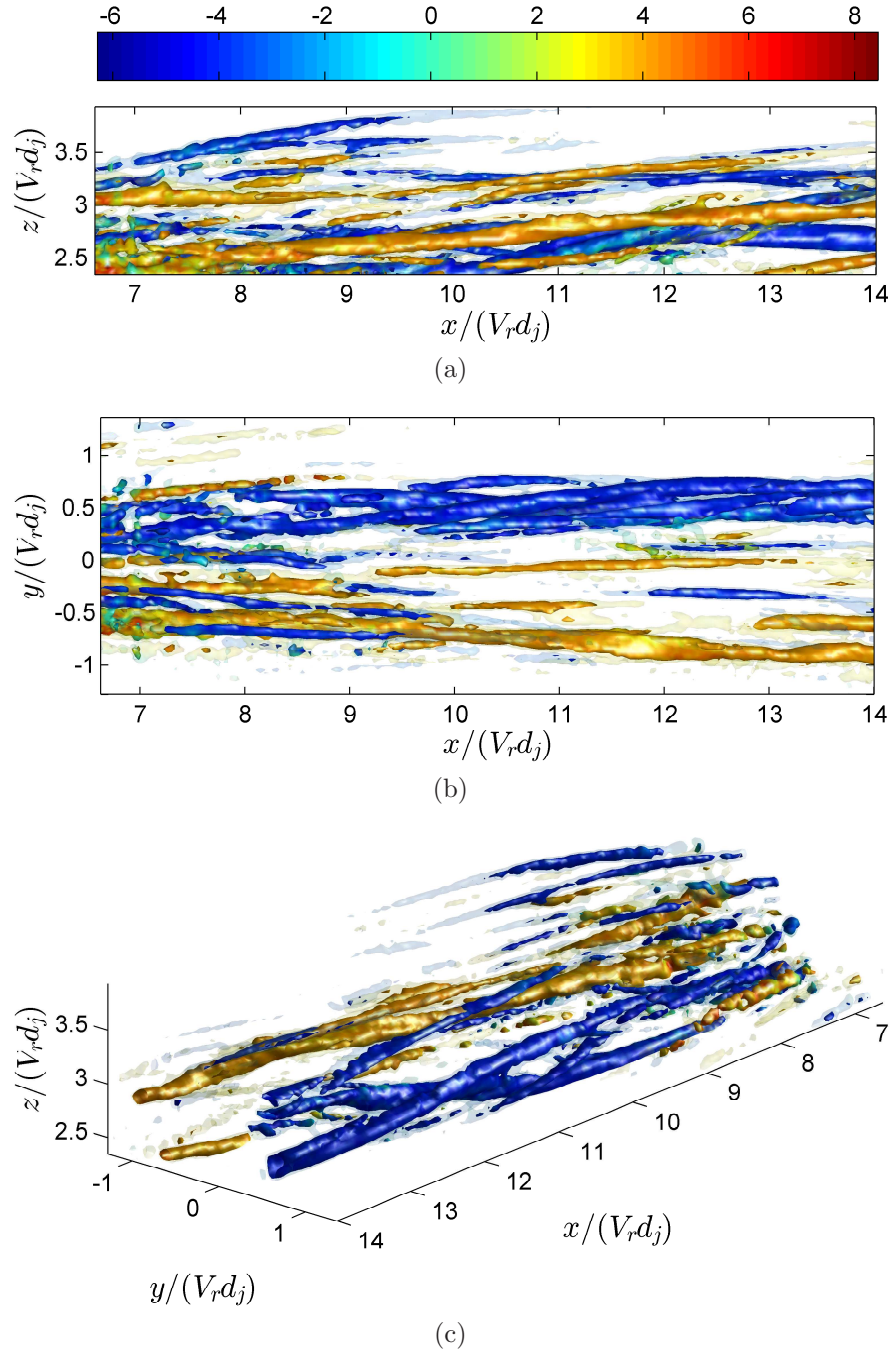 -6 -4 -2 0 2 4 6 8
z/(V_r d_j)
3.5
3
2.5
7 8 9 10 11 12 13 14
x/(V_r d_j)
(a)
y/(V_r d_j)
1
0.5
0
-0.5
-1
7 8 9 10 11 12 13 14
x/(V_r d_j)
(b)
z/(V_r d_j)
3.5
3
2.5
-1 0 1
y/(V_r d_j)
14 13 12 11 10 9 8 7
x/(V_r d_j)
(c)